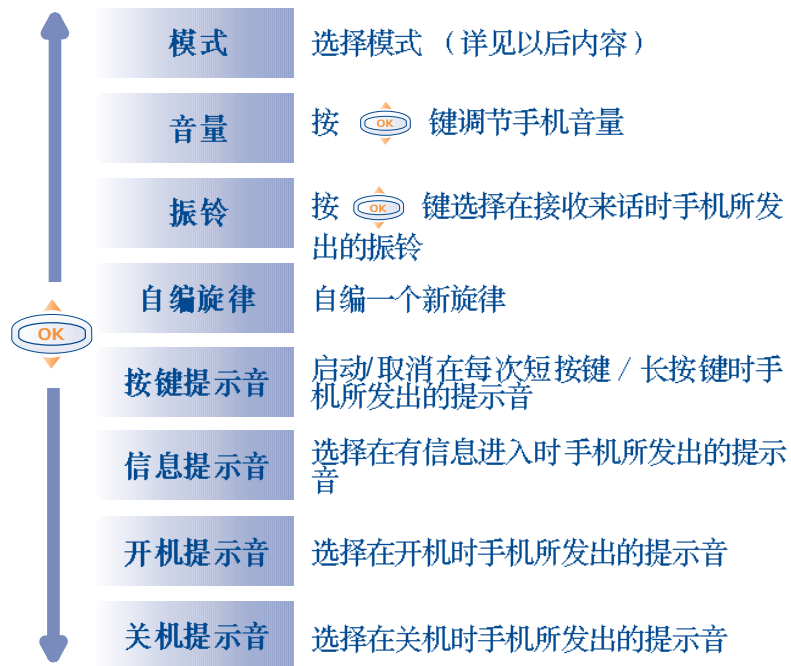 模式 选择模式 （详见以后内容）
音量 按 OK 键调节手机音量
振铃 按 OK 键选择在接收来话时手机所发
出的振铃
自编旋律 自编一个新旋律
OK
按键提示音 启动/取消在每次短按键 / 长按键时手
机所发出的提示音
信息提示音 选择在有信息进入时手机所发出的提示
音
开机提示音 选择在开机时手机所发出的提示音
关机提示音 选择在关机时手机所发出的提示音